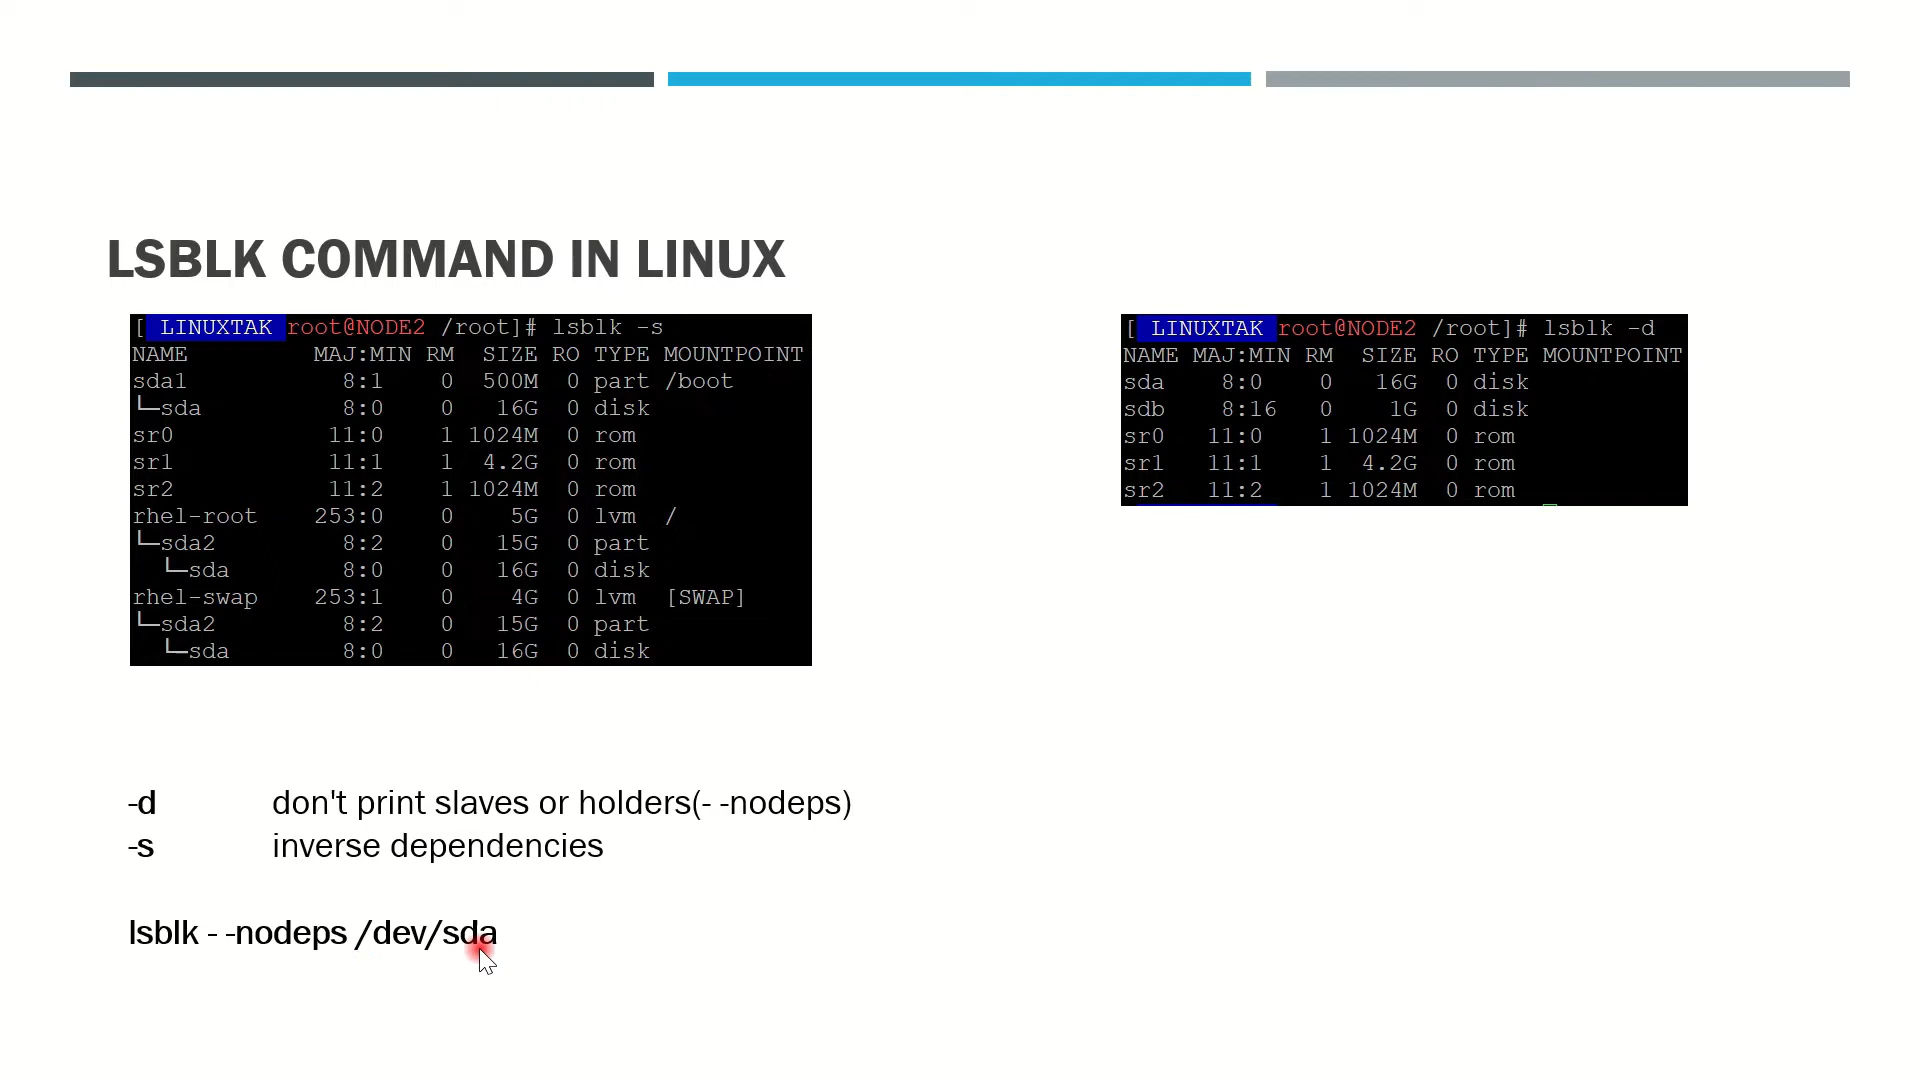 LSBLK COMMAND IN LINUX
[ LINUXTAK root@NODE2 /root]# lsblk -s
NAME MAJ:MIN RM SIZE RO TYPE MOUNTPOINT
sda1 8:1 0 500M 0 part /boot
└─sda 8:0 0 16G 0 disk
sr0 11:0 1 1024M 0 rom
sr1 11:1 1 4.2G 0 rom
sr2 11:2 1 1024M 0 rom
rhel-root 253:0 0 5G 0 lvm /
└─sda2 8:2 0 15G 0 part
└─sda 8:0 0 16G 0 disk
rhel-swap 253:1 0 4G 0 lvm [SWAP]
└─sda2 8:2 0 15G 0 part
└─sda 8:0 0 16G 0 disk
[ LINUXTAK root@NODE2 /root]# lsblk -d
NAME MAJ:MIN RM SIZE RO TYPE MOUNTPOINT
sda 8:0 0 16G 0 disk
sdb 8:16 0 1G 0 disk
sr0 11:0 1 1024M 0 rom
sr1 11:1 1 4.2G 0 rom
sr2 11:2 1 1024M 0 rom
-d don't print slaves or holders(- -nodeps)
-s inverse dependencies
lsblk - -nodeps /dev/sda